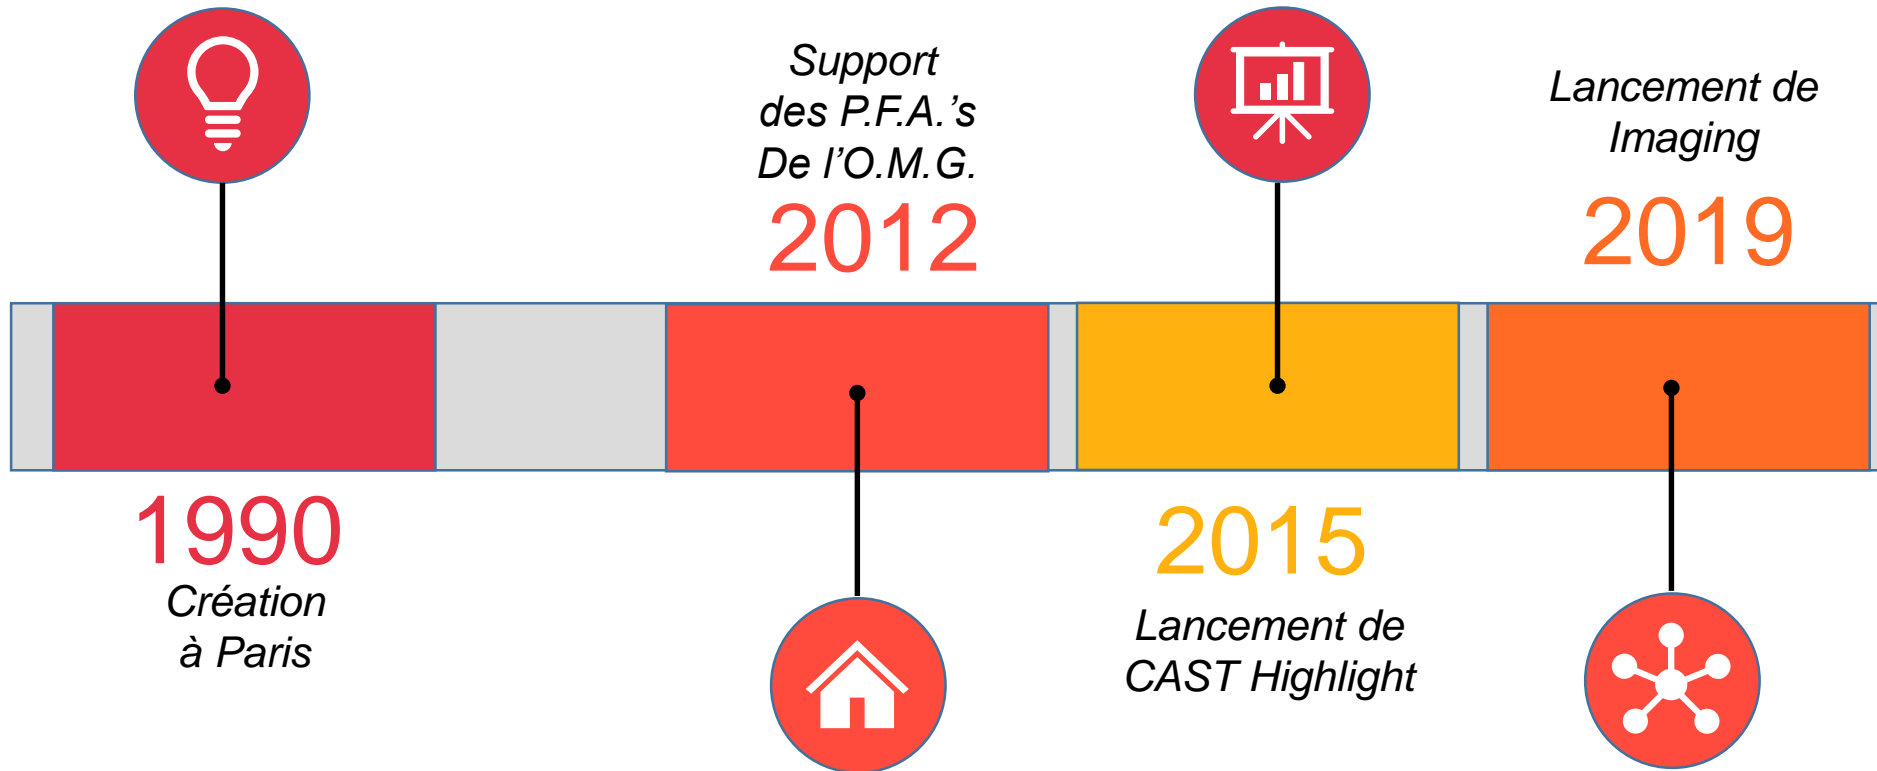 1990
Création
à Paris
Support
des P.F.A.'s
De l'O.M.G.
2012
2015
Lancement de
CAST Highlight
Lancement de
Imaging
2019